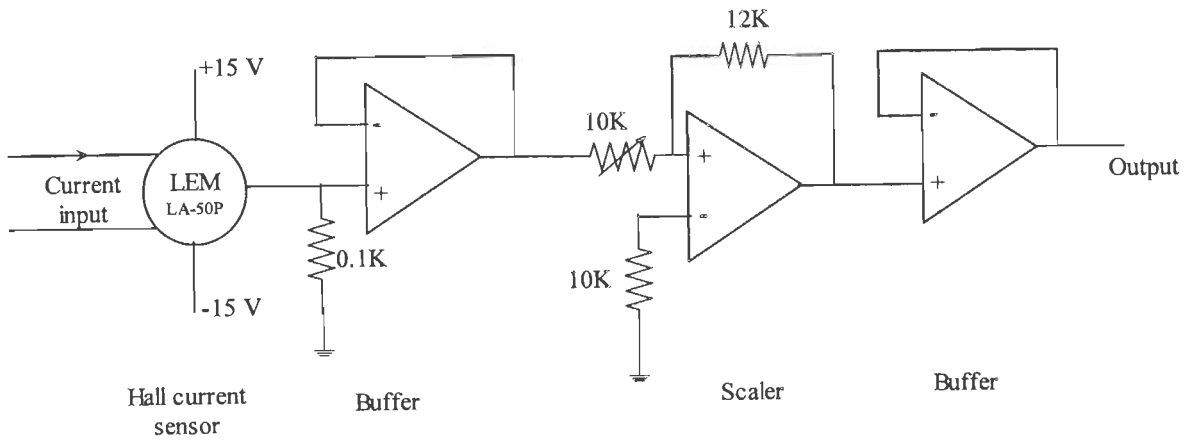 12K
+15 V
10K
LEM
LA-50P
Current
input
0.1K
10K
-15 V
Output
Hall current
sensor
Buffer
Scaler
Buffer
-
+
+
-
-
+